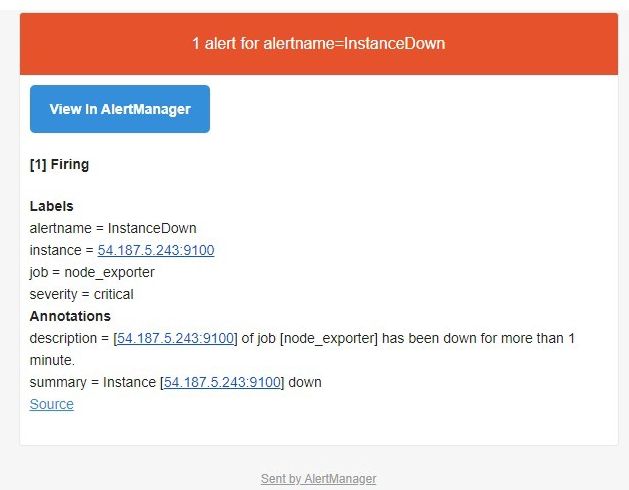 1 alert for alertname=InstanceDown
View In AlertManager
[1] Firing
Labels
alertname = InstanceDown
instance = 54.187.5.243:9100
job = node_exporter
severity = critical
Annotations
description = [54.187.5.243:9100] of job [node_exporter] has been down for more than 1
minute.
summary = Instance [54.187.5.243:9100] down
Source
Sent by AlertManager